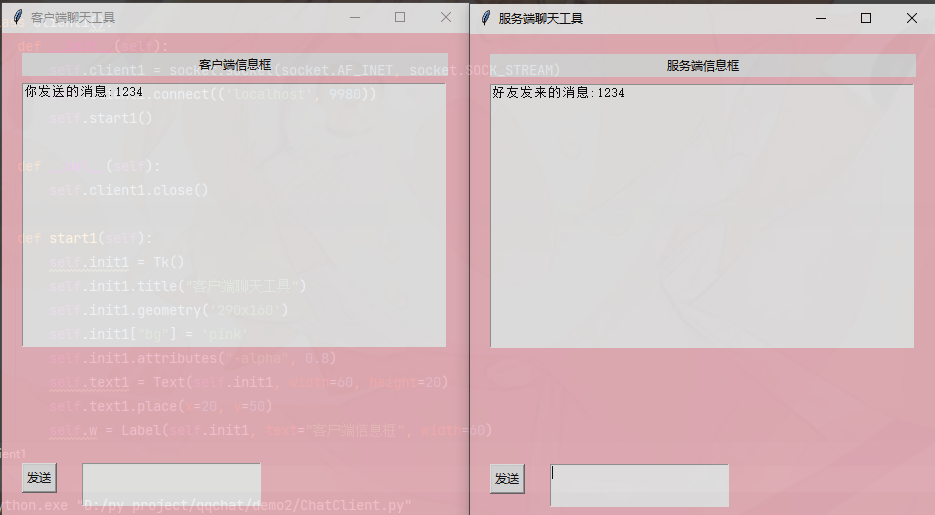 客户端聊天工具
服务端聊天工具
客户端信息框
服务端信息框
你发送的消息:1234
好友发来的消息:1234
def (self):
self.client1 = socket.socket(socket.AF_INET, socket.SOCK_STREAM)
.connect(('localhost', 9980))
self.start1()
def (self):
self.client1.close()
def start1(self):
self.init1 = Tk()
self.init1.title("客户端聊天工具")
self.init1.geometry('290x160')
self.init1["bg"] = 'pink'
self.init1.attributes("-alpha", 0.8)
self.text1 = Text(self.init1, width=60, height=20)
self.text1.place(x=20, y=50)
self.w = Label(self.init1, text="客户端信息框", width=60)
ient1
发送
发送
ython.exe "D:/py project/qqchat/demo2/ChatClient.py"